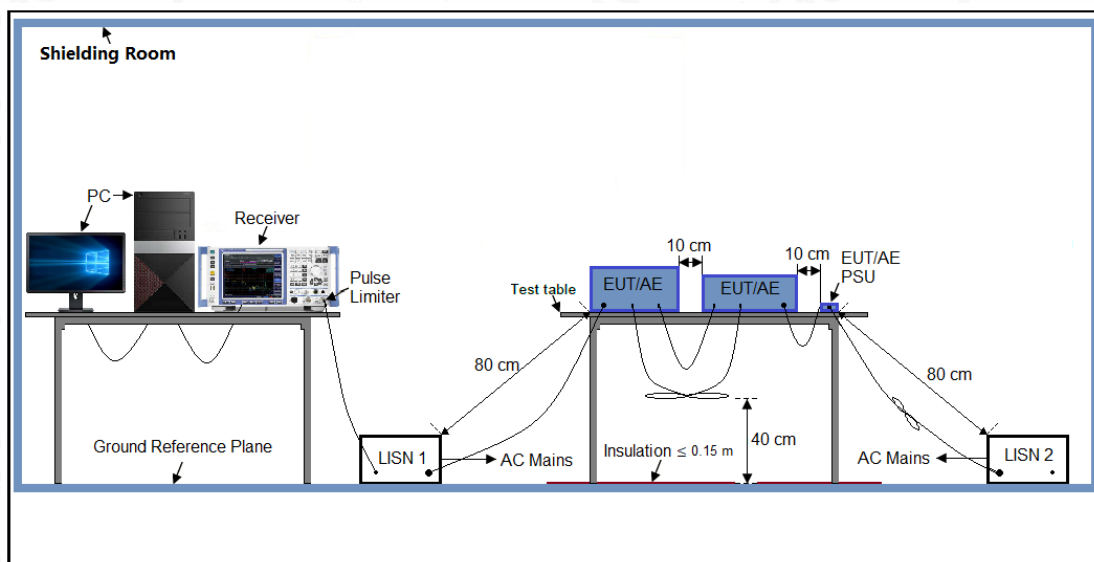 Shielding Room
PC
Receiver
Pulse
Limiter
10 cm
10 cm
EUT/AE
PSU
EUT/AE
EUT/AE
Test table
80 cm
80 cm
40 cm
Ground Reference Plane
LISN 1
AC Mains
Insulation ≤ 0.15 m
AC Mains
LISN 2